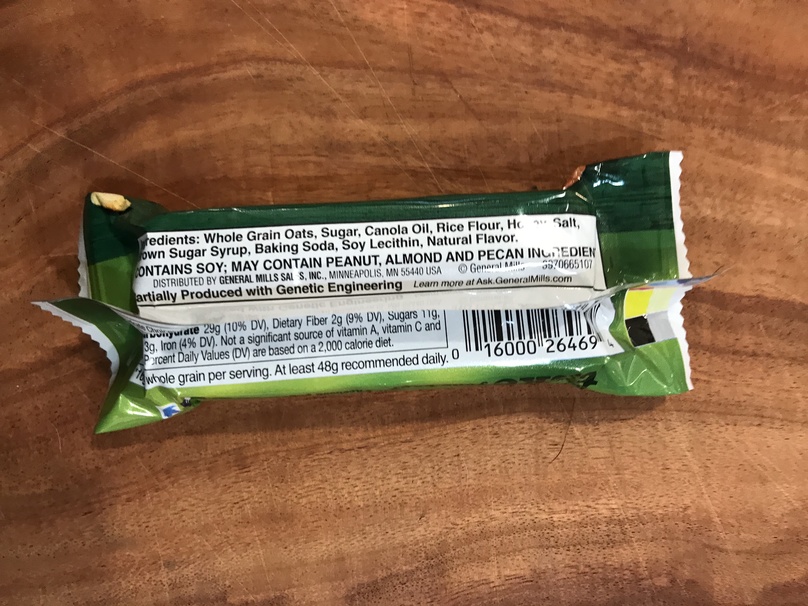 redients: Whole Grain Oats, Sugar, Canola Oil, Rice Flour, Honey, Salt,
own Sugar Syrup, Baking Soda, Soy Lecithin, Natural Flavor.
CONTAINS SOY; MAY CONTAIN PEANUT, ALMOND AND PECAN INGREDIEN
DISTRIBUTED BY GENERAL MILLS SALES, INC., MINNEAPOLIS, MN 55440 USA © General Mills 3370665107
artially Produced with Genetic Engineering Learn more at Ask.GeneralMills.com
bohydrate 29g (10% DV), Dietary Fiber 2g (9% DV), Sugars 11g,
3g, Iron (4% DV). Not a significant source of vitamin A, vitamin C and
Percent Daily Values (DV) are based on a 2,000 calorie diet.
whole grain per serving. At least 48g recommended daily.
0 16000 26469 4